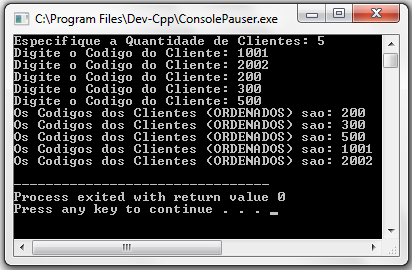 C:\Program Files\Dev-Cpp\ConsolePauser.exe
Especifique a Quantidade de Clientes: 5
Digite o Codigo do Cliente: 1001
Digite o Codigo do Cliente: 2002
Digite o Codigo do Cliente: 200
Digite o Codigo do Cliente: 300
Digite o Codigo do Cliente: 500
Os Codigos dos Clientes (ORDENADOS) sao: 200
Os Codigos dos Clientes (ORDENADOS) sao: 300
Os Codigos dos Clientes (ORDENADOS) sao: 500
Os Codigos dos Clientes (ORDENADOS) sao: 1001
Os Codigos dos Clientes (ORDENADOS) sao: 2002
--------------------------------
Process exited with return value 0
Press any key to continue . . . _